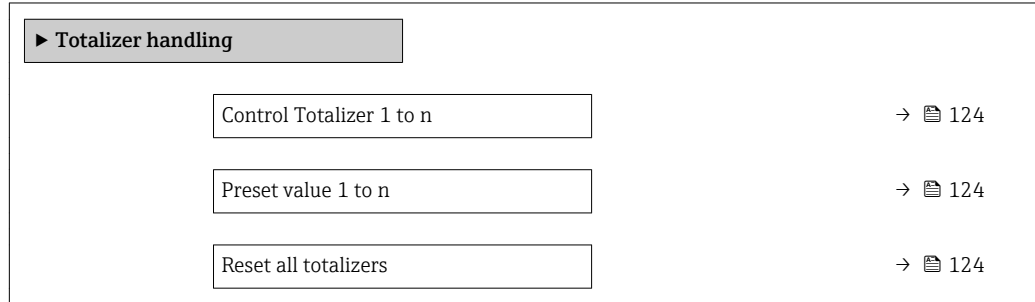 ► Totalizer handling
Control Totalizer 1 to n → 🖹 124
Preset value 1 to n → 🖹 124
Reset all totalizers → 🖹 124